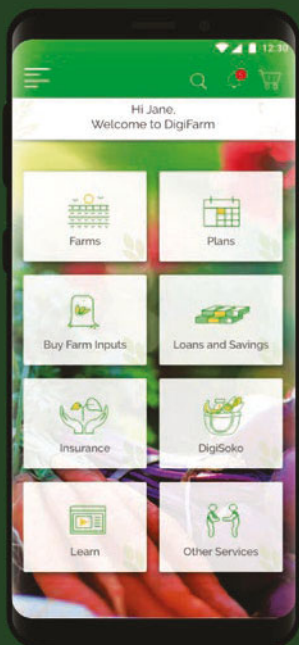 12:30
Hi Jane,
Welcome to DigiFarm
Farms
Plans
Buy Farm Inputs
Loans and Savings
Insurance
DigiSoko
Learn
Other Services